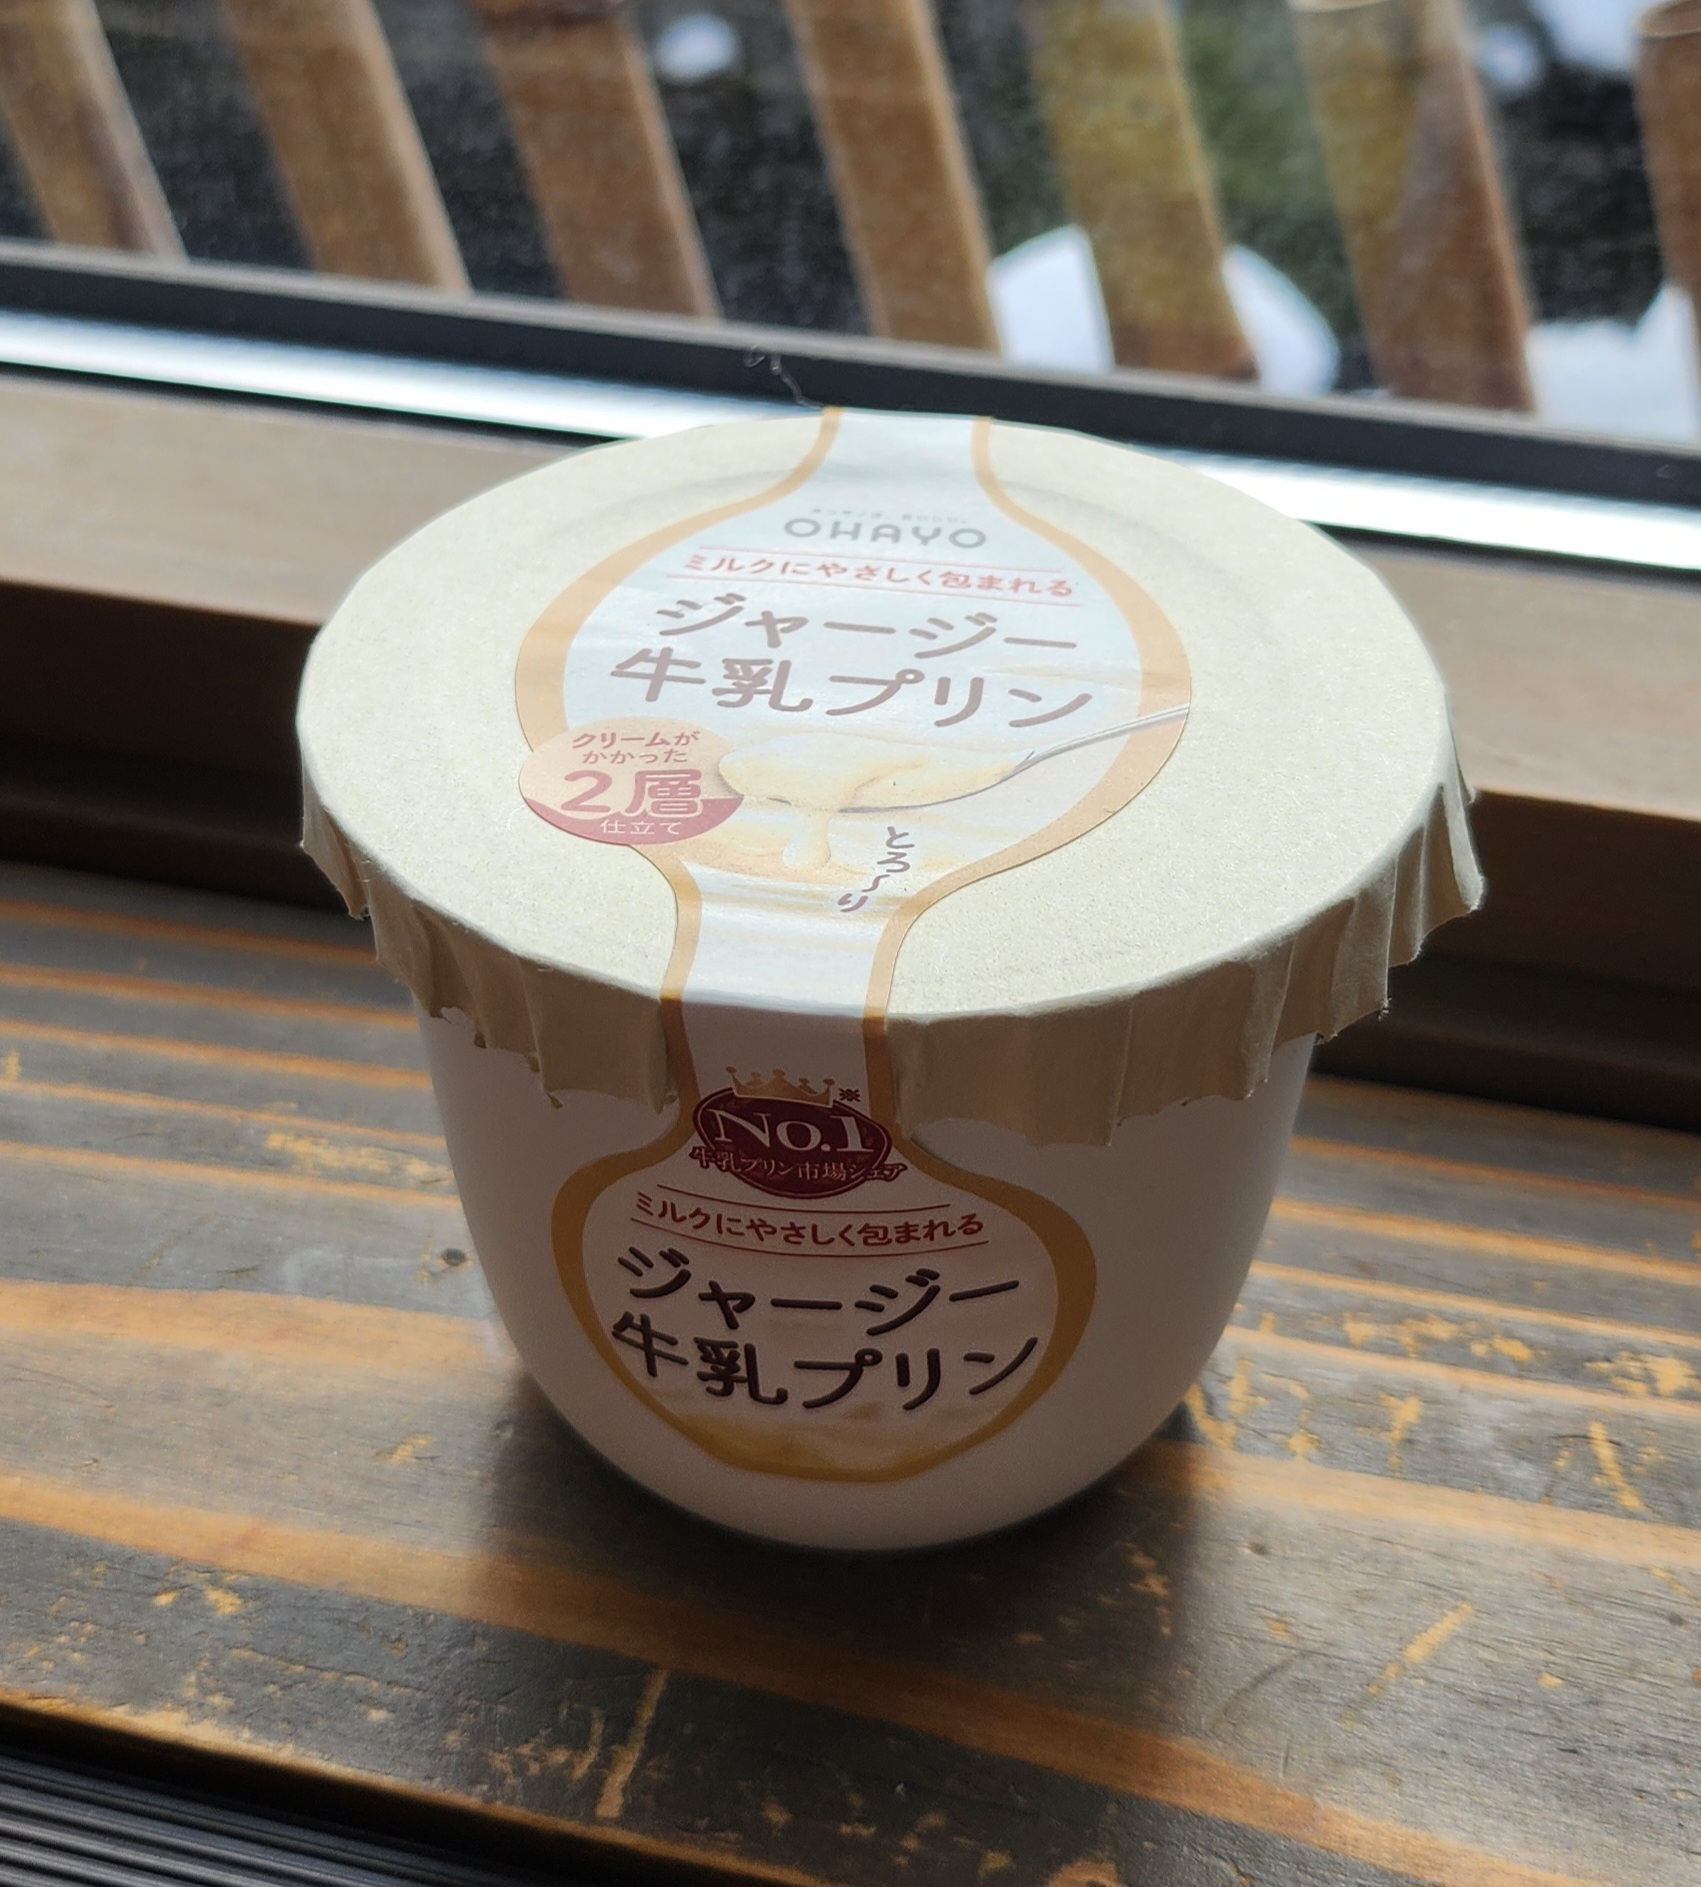 OHAYO
ミルクにやさしく包まれる
ジャージー
牛乳プリン
クリームが
かかった
2層
仕立て
とろ〜り
No.1※
牛乳プリン市場シェア
ミルクにやさしく包まれる
ジャージー
牛乳プリン